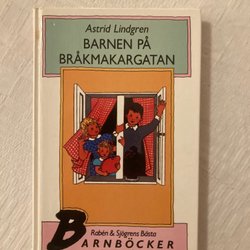 Astrid Lindgren
BARNEN PÅ
BRÅKMAKARGATAN
Rabén & Sjögrens Bästa
BARNBÖCKER